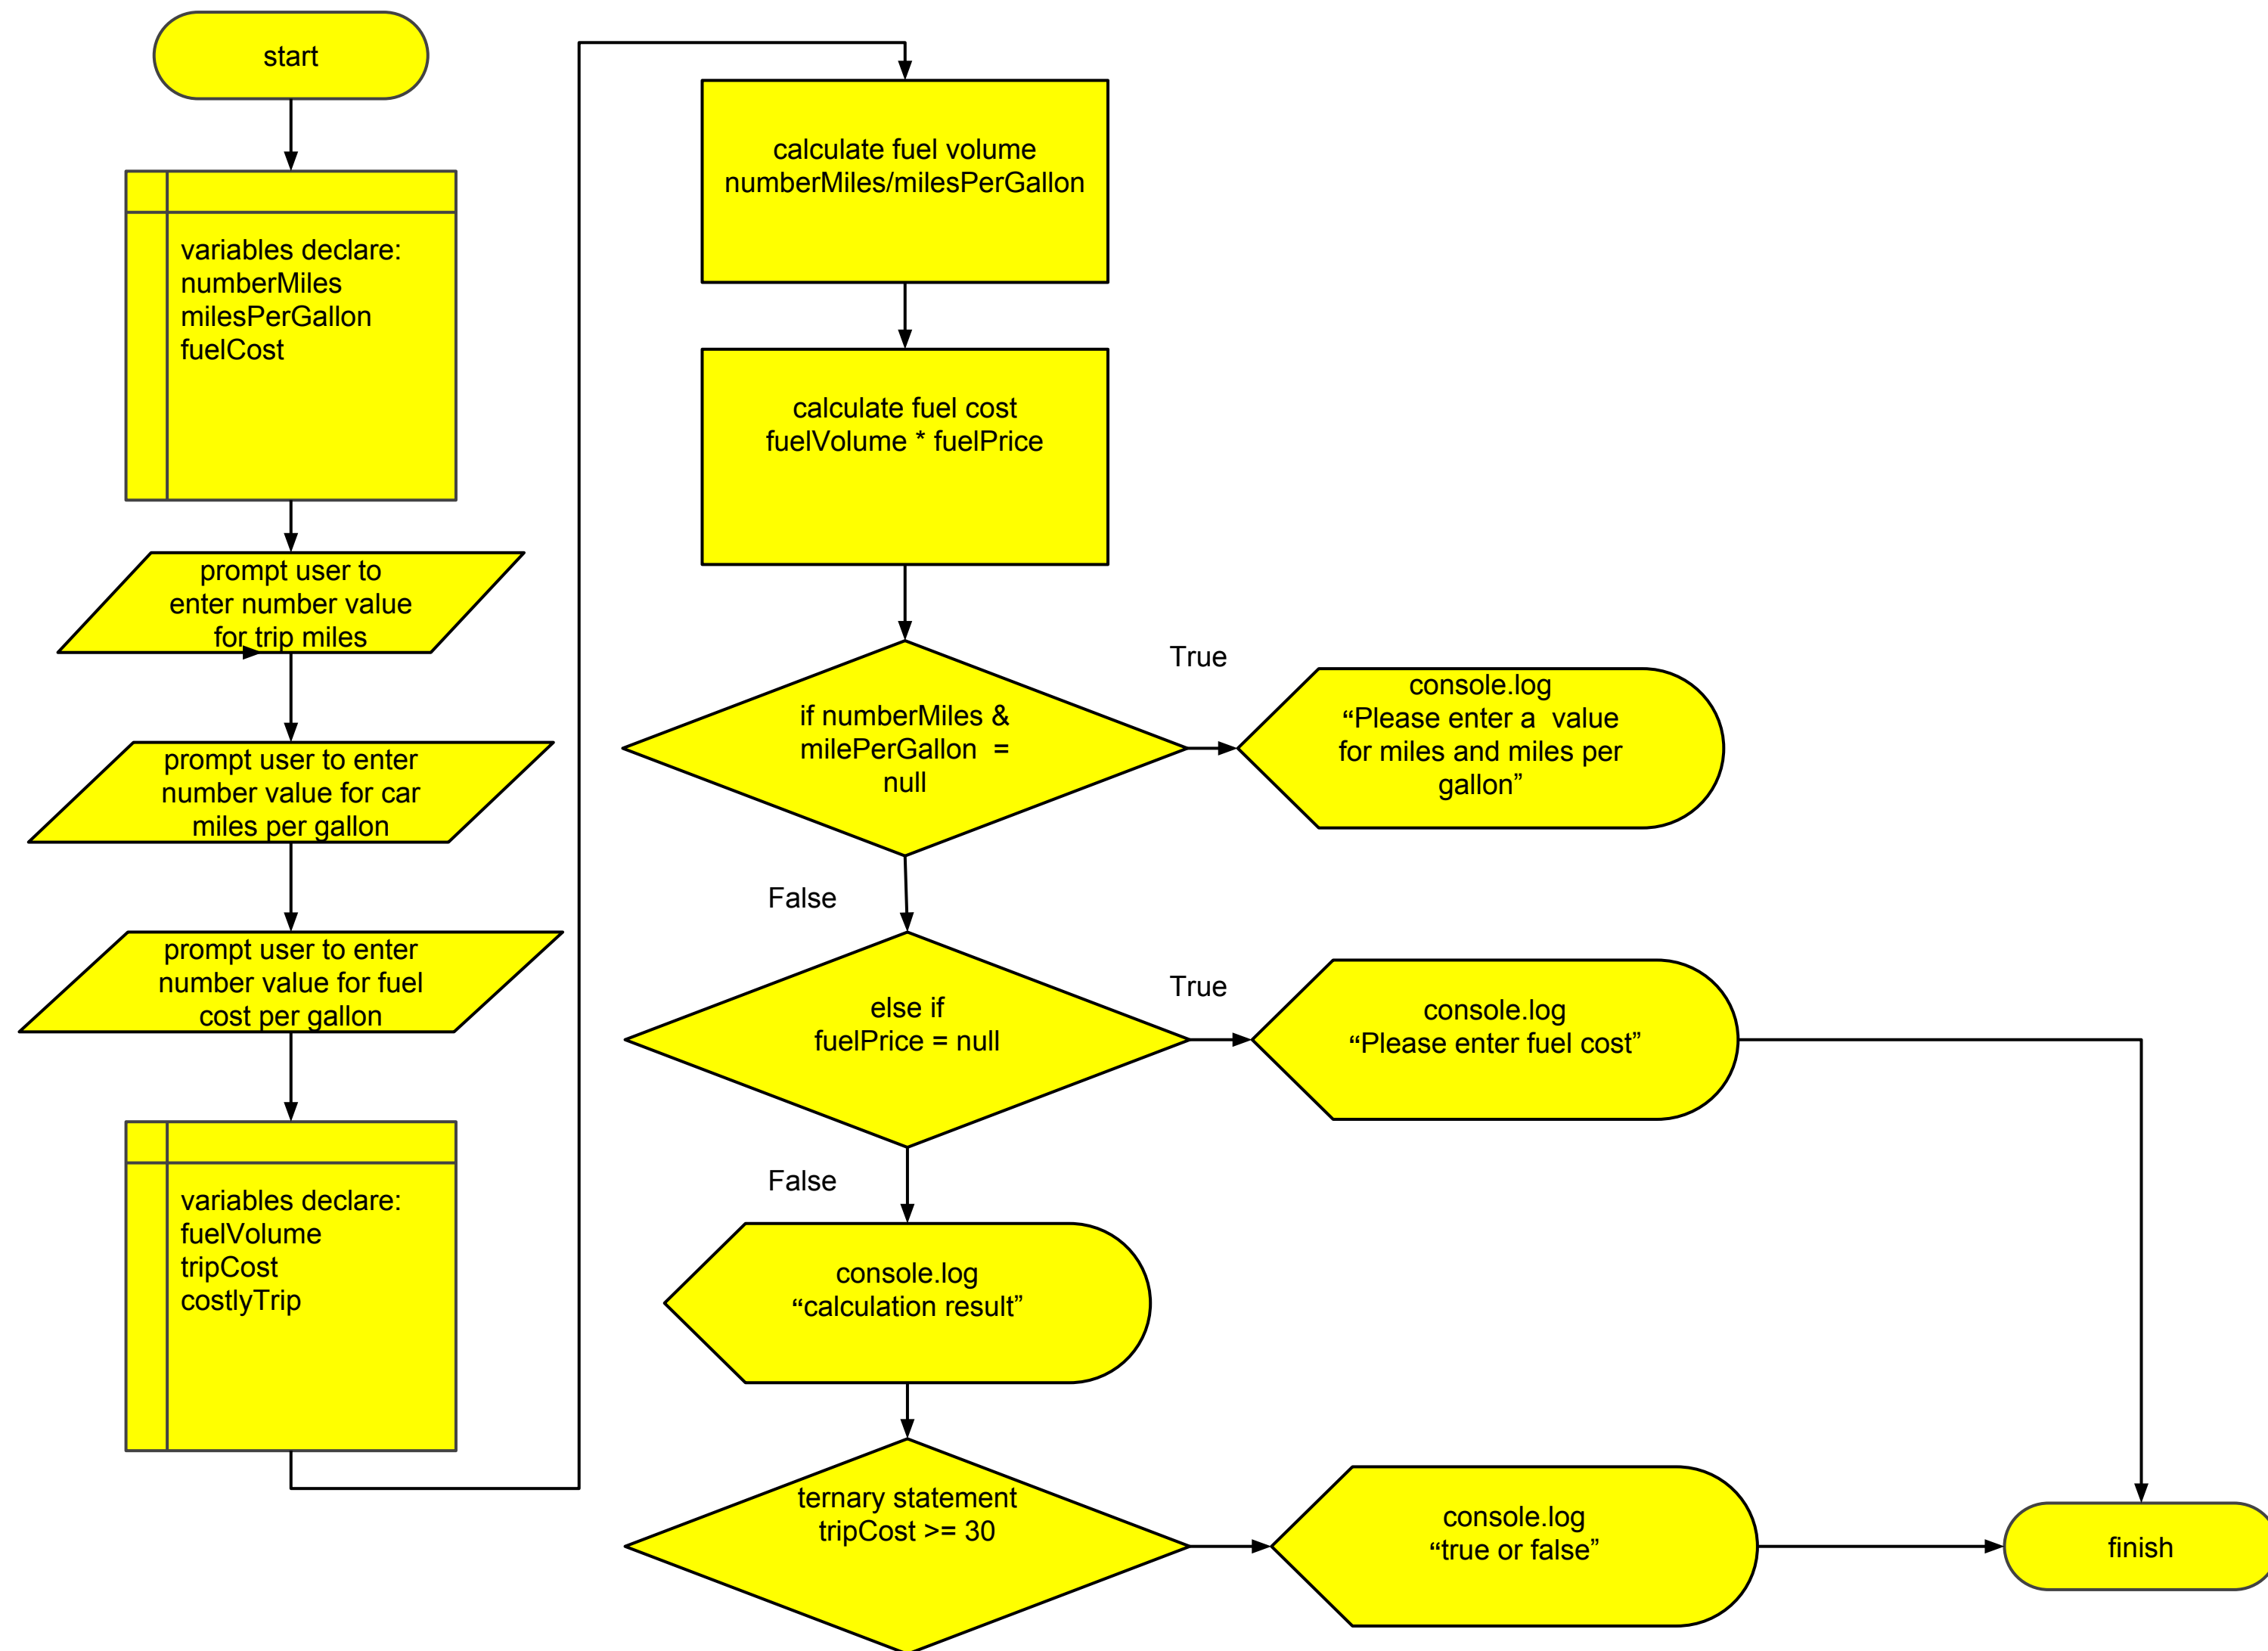 start
variables declare:
numberMiles
milesPerGallon
fuelCost
prompt user to
enter number value
for trip miles
prompt user to enter
number value for car
miles per gallon
prompt user to enter
number value for fuel
cost per gallon
variables declare:
fuelVolume
tripCost
costlyTrip
calculate fuel volume
numberMiles/milesPerGallon
calculate fuel cost
fuelVolume * fuelPrice
if numberMiles &
milePerGallon  =
null
True
console.log
“Please enter a  value
for miles and miles per
gallon”
False
else if
fuelPrice = null
True
console.log
“Please enter fuel cost”
False
console.log
“calculation result”
ternary statement
tripCost >= 30
console.log
“true or false”
finish